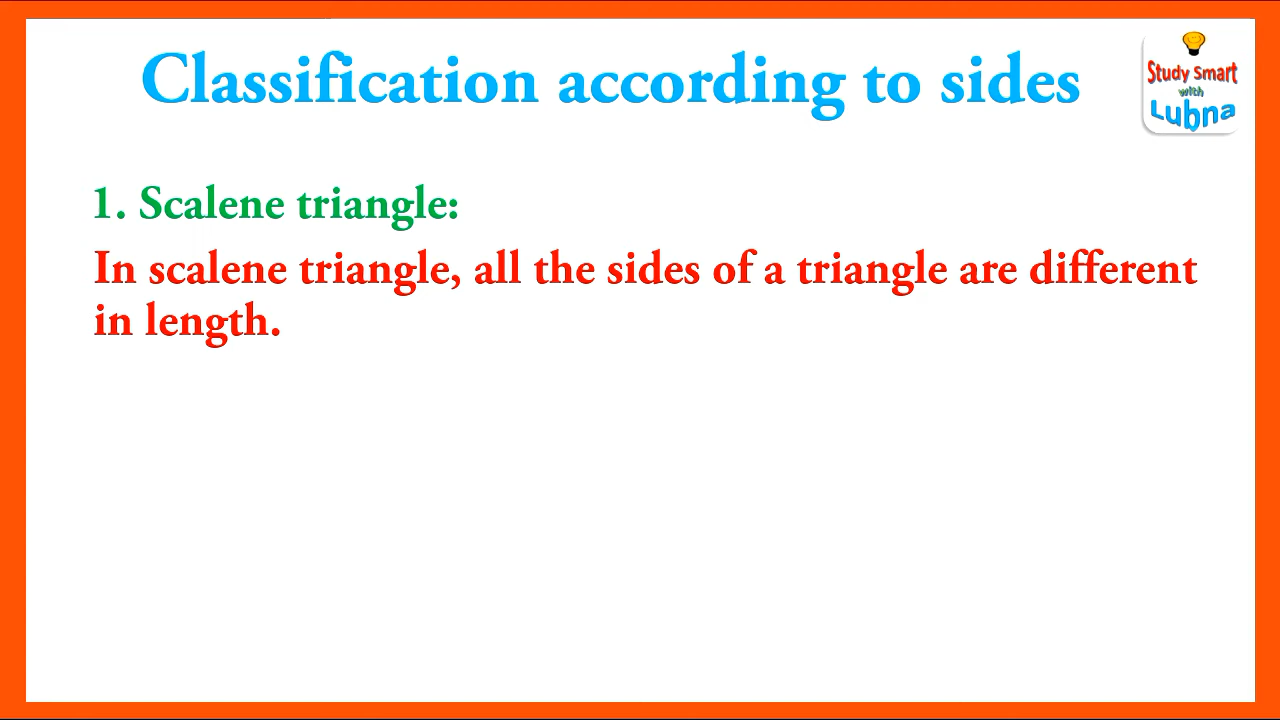 Classification according to sides
Study Smart
with
Lubna
1. Scalene triangle:
In scalene triangle, all the sides of a triangle are different
in length.